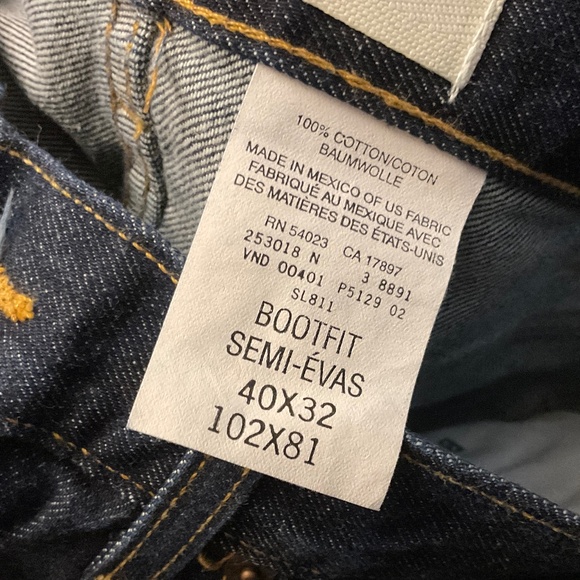 100% COTTON/COTON
BAUMWOLLE
MADE IN MEXICO OF US FABRIC
FABRIQUÉ AU MEXIQUE AVEC
DES MATIÈRES DES ÉTATS-UNIS
RN 54023 CA 17897
253018 N 3 8891
VND 00401 P5129 02
SL811
BOOTFIT
SEMI-ÉVAS
40X32
102X81